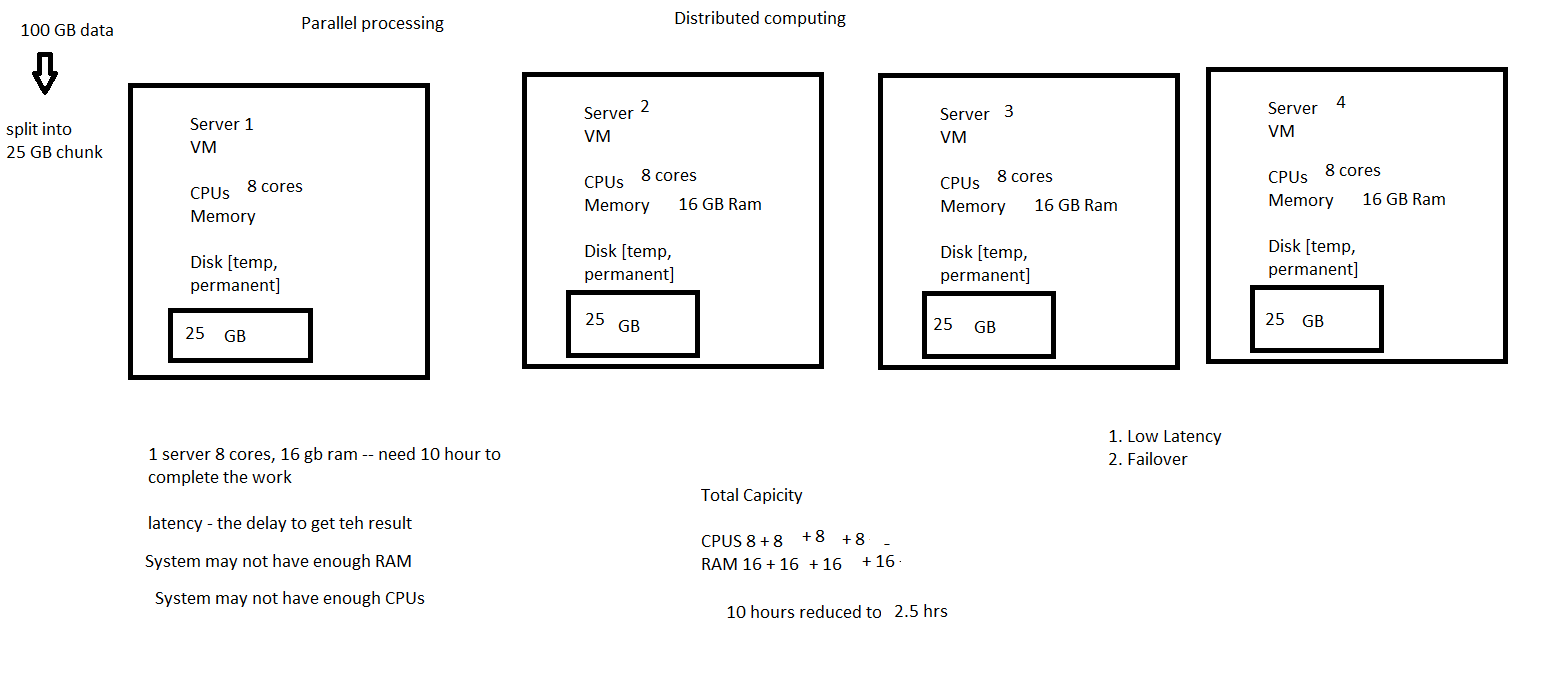 100 GB data
split into
25 GB chunk
Parallel processing
Distributed computing
Server 1
VM
CPUs 8 cores
Memory
Disk [temp,
permanent]
25 GB
Server 2
VM
CPUs 8 cores
Memory 16 GB Ram
Disk [temp,
permanent]
25 GB
Server 3
VM
CPUs 8 cores
Memory 16 GB Ram
Disk [temp,
permanent]
25 GB
Server 4
VM
CPUs 8 cores
Memory 16 GB Ram
Disk [temp,
permanent]
25 GB
1 server 8 cores, 16 gb ram -- need 10 hour to
complete the work
latency - the delay to get teh result
System may not have enough RAM
System may not have enough CPUs
Total Capicity
CPUS 8 + 8 + 8 + 8
RAM 16 + 16 + 16 + 16
10 hours reduced to 2.5 hrs
1. Low Latency
2. Failover